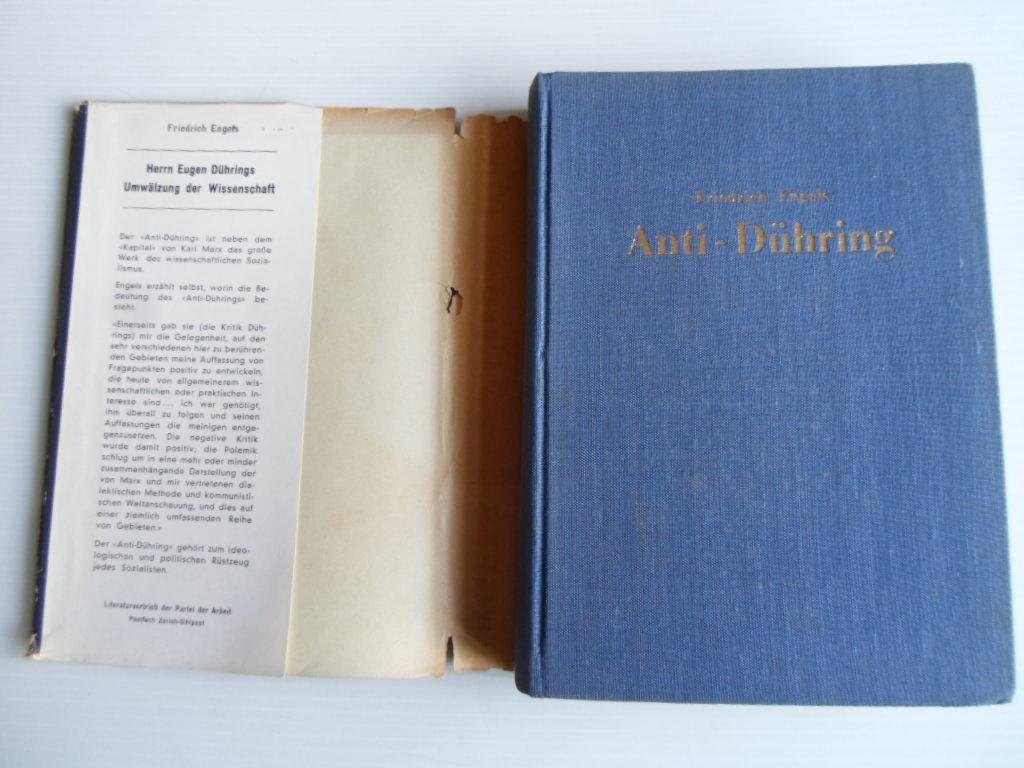 Friedrich Engels
Herrn Eugen Dührings
Umwälzung der Wissenschaft
Der «Anti-Dühring» ist neben dem
«Kapital» von Karl Marx das große
Werk des wissenschaftlichen Sozia-
lismus.
Engels erzählt selbst, worin die Be-
deutung des «Anti-Dührings» be-
steht.
«Einerseits gab sie (die Kritik Düh-
rings) mir die Gelegenheit, auf den
sehr verschiedenen hier zu berühren-
den Gebieten meine Auffassung von
Fragepunkten positiv zu entwickeln,
die heute von allgemeinerem wis-
senschaftlichen oder praktischen In-
teresse sind... ich war genötigt,
ihm überall zu folgen und seinen
Auffassungen die meinigen entge-
genzusetzen. Die negative Kritik
wurde damit positiv; die Polemik
schlug um in eine mehr oder minder
zusammenhängende Darstellung der
von Marx und mir vertretenen dia-
lektischen Methode und kommunisti-
schen Weltanschauung, und dies auf
einer ziemlich umfassenden Reihe
von Gebieten.»
Der «Anti-Dühring» gehört zum ideo-
logischen und politischen Rüstzeug
jedes Sozialisten.
Literaturvertrieb der Partei der Arbeit
Postfach Zürich-Sihlpost
Friedrich Engels
Anti-Dühring